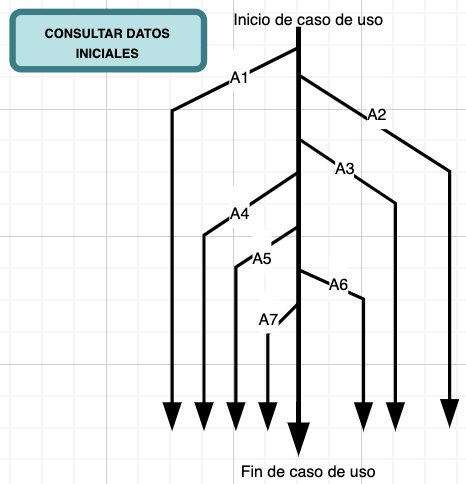 CONSULTAR DATOS
INICIALES
Inicio de caso de uso
A1
A2
A3
A4
A5
A6
A7
Fin de caso de uso